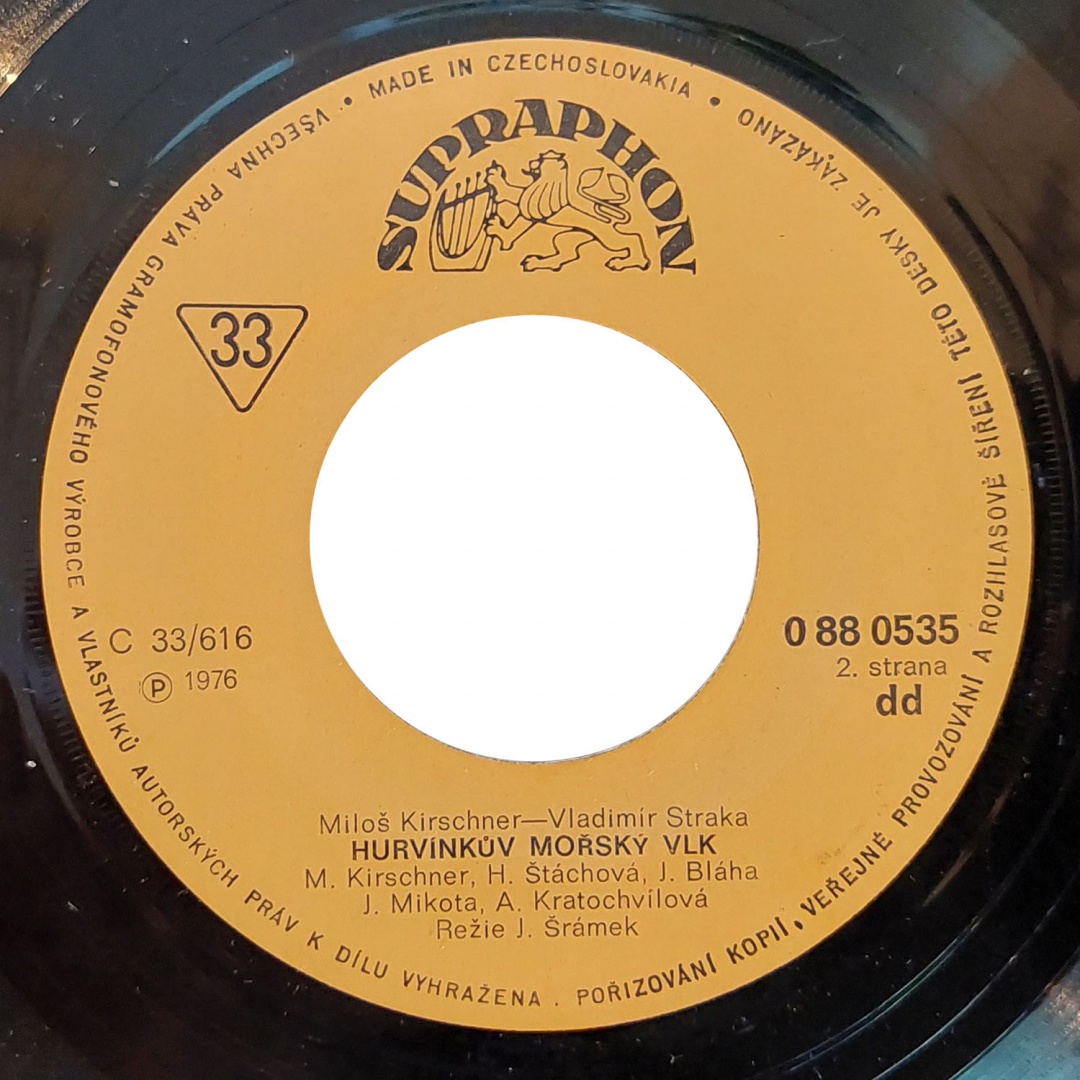 MADE IN CZECHOSLOVAKIA •
SUPRAPHON
33
C 33/616
Ⓟ 1976
0 88 0535
2. strana
dd
Miloš Kirschner—Vladimír Straka
HURVÍNKŮV MOŘSKÝ VLK
M. Kirschner, H. Štáchová, J. Bláha
J. Mikota, A. Kratochvílová
Režie J. Šrámek
VŠECHNA PRÁVA GRAMOFONOVÉHO VÝROBCE A VLASTNÍKŮ AUTORSKÝCH PRÁV K DÍLU VYHRAŽENA . POŘIZOVÁNÍ KOPIÍ, VEŘEJNÉ PROVOZOVÁNÍ A ROZHLASOVÉ ŠÍŘENÍ TÉTO DESKY JE ZAKÁZÁNO •